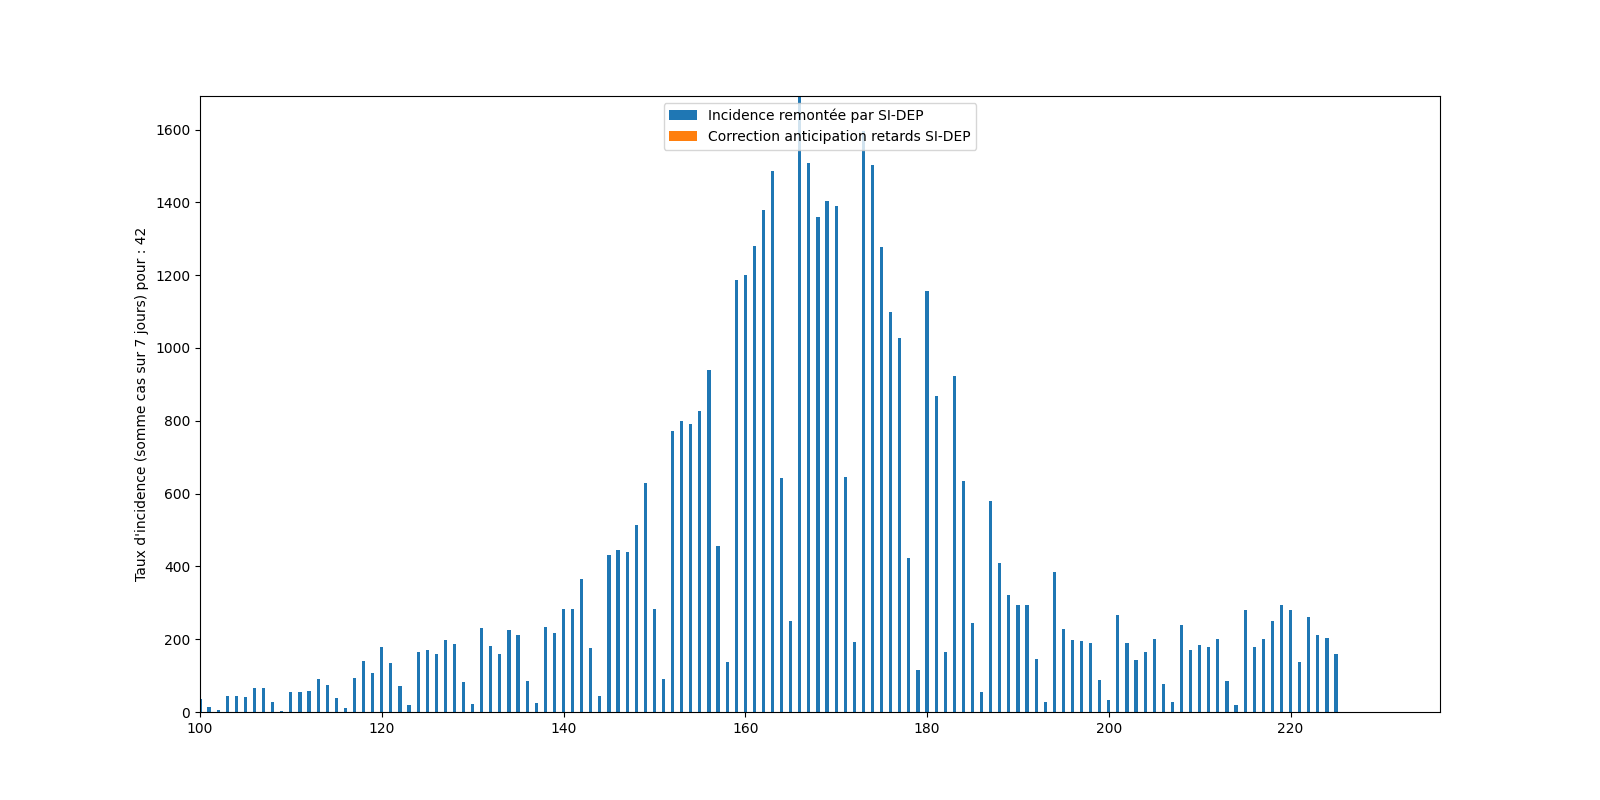 Incidence remontée par SI-DEP
Correction anticipation retards SI-DEP
Taux d'incidence (somme cas sur 7 jours) pour : 42
1600
1400
1200
1000
800
600
400
200
0
100 120 140 160 180 200 220